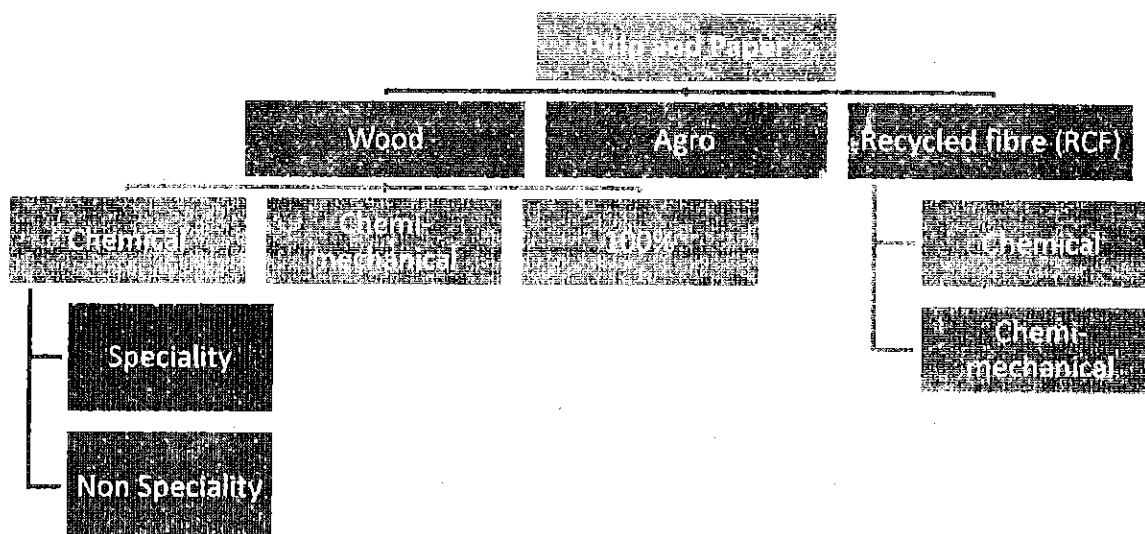 Pulp and Paper
Wood
Agro
Recycled fibre (RCF)
Chemical
Chemi-
mechanical
100%
Chemical
Speciality
Chemi-
mechanical
Non Speciality